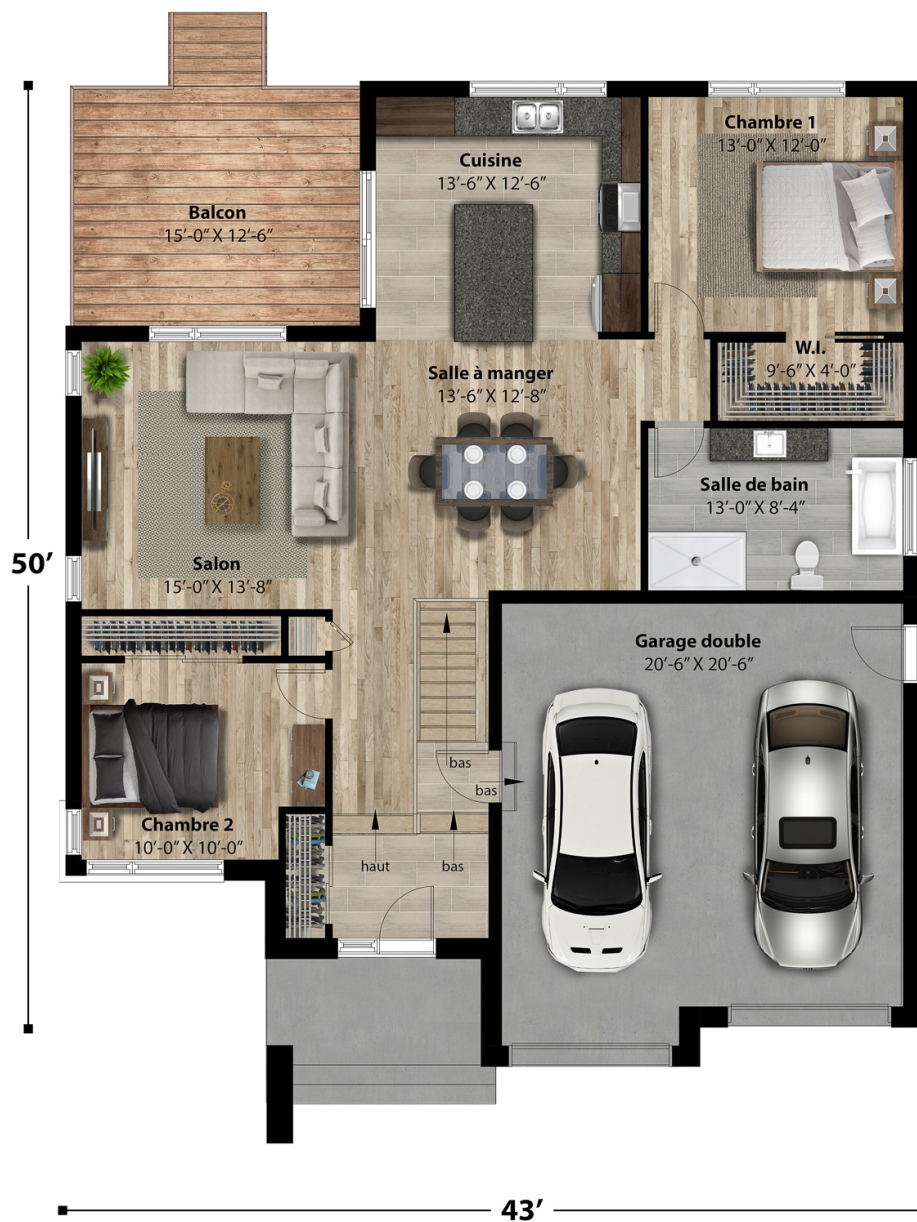 Chambre 1
13'-0" X 12'-0"
Cuisine
13'-6" X 12'-6"
Balcon
15'-0" X 12'-6"
W.I.
9'-6" X 4'-0"
Salle à manger
13'-6" X 12'-8"
Salle de bain
13'-0" X 8'-4"
50'
Salon
15'-0" X 13'-8"
Garage double
20'-6" X 20'-6"
bas
bas
Chambre 2
10'-0" X 10'-0"
haut
bas
43'